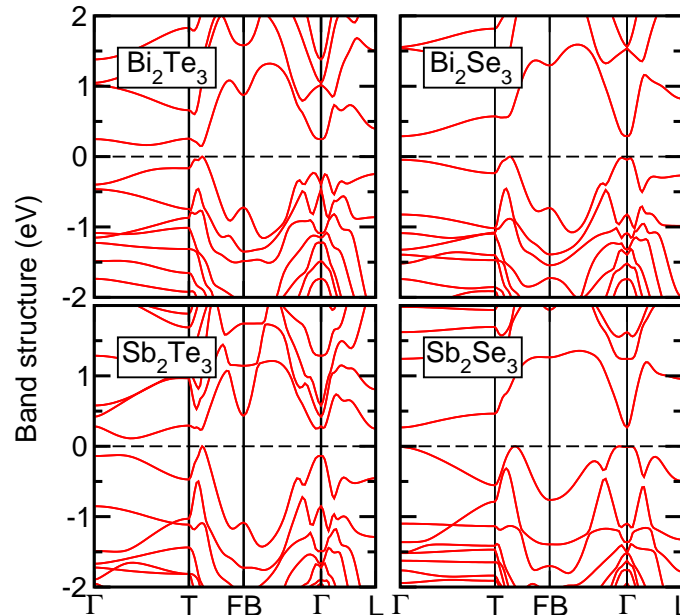 2
Bi₂Te₃
Bi₂Se₃
1
0
-1
-2
Band structure (eV)
Sb₂Te₃
Sb₂Se₃
2
1
0
-1
-2
Γ T FB Γ L Γ T FB Γ L